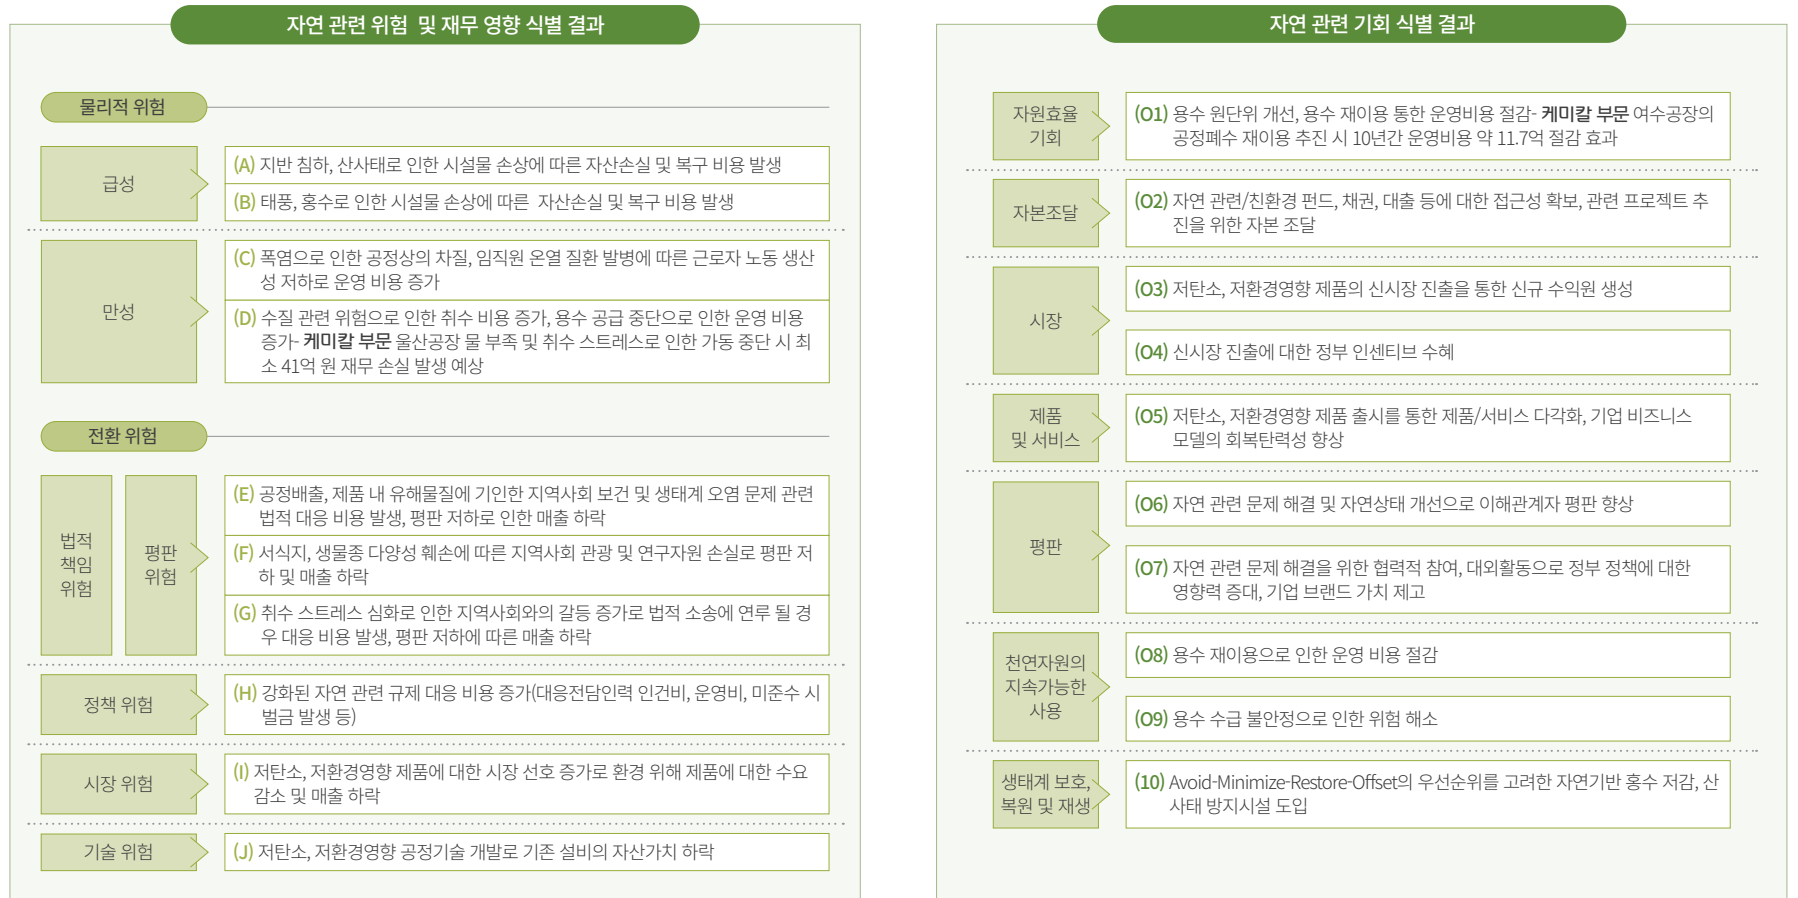 자연 관련 위험 및 재무 영향 식별 결과
물리적 위험
급성
(A) 지반 침하, 산사태로 인한 시설물 손상에 따른 자산손실 및 복구 비용 발생
(B) 태풍, 홍수로 인한 시설물 손상에 따른 자산손실 및 복구 비용 발생
만성
(C) 폭염으로 인한 공정상의 차질, 임직원 온열 질환 발병에 따른 근로자 노동 생산
성 저하로 운영 비용 증가
(D) 수질 관련 위험으로 인한 취수 비용 증가, 용수 공급 중단으로 인한 운영 비용
증가- 케미칼 부문 울산공장 물 부족 및 취수 스트레스로 인한 가동 중단 시 최
소 41억 원 재무 손실 발생 예상
전환 위험
법적
책임
위험
평판
위험
(E) 공정배출, 제품 내 유해물질에 기인한 지역사회 보건 및 생태계 오염 문제 관련
법적 대응 비용 발생, 평판 저하로 인한 매출 하락
(F) 서식지, 생물종 다양성 훼손에 따른 지역사회 관광 및 연구자원 손실로 평판 저
하 및 매출 하락
(G) 취수 스트레스 심화로 인한 지역사회와의 갈등 증가로 법적 소송에 연루 될 경
우 대응 비용 발생, 평판 저하에 따른 매출 하락
정책 위험
(H) 강화된 자연 관련 규제 대응 비용 증가(대응전담인력 인건비, 운영비, 미준수 시
벌금 발생 등)
시장 위험
(I) 저탄소, 저환경영향 제품에 대한 시장 선호 증가로 환경 위해 제품에 대한 수요
감소 및 매출 하락
기술 위험
(J) 저탄소, 저환경영향 공정기술 개발로 기존 설비의 자산가치 하락
자연 관련 기회 식별 결과
자원효율
기회
(O1) 용수 원단위 개선, 용수 재이용 통한 운영비용 절감- 케미칼 부문 여수공장의
공정폐수 재이용 추진 시 10년간 운영비용 약 11.7억 절감 효과
자본조달
(O2) 자연 관련/친환경 펀드, 채권, 대출 등에 대한 접근성 확보, 관련 프로젝트 추
진을 위한 자본 조달
시장
(O3) 저탄소, 저환경영향 제품의 신시장 진출을 통한 신규 수익원 생성
(O4) 신시장 진출에 대한 정부 인센티브 수혜
제품
및 서비스
(O5) 저탄소, 저환경영향 제품 출시를 통한 제품/서비스 다각화, 기업 비즈니스
모델의 회복탄력성 향상
평판
(O6) 자연 관련 문제 해결 및 자연상태 개선으로 이해관계자 평판 향상
(O7) 자연 관련 문제 해결을 위한 협력적 참여, 대외활동으로 정부 정책에 대한
영향력 증대, 기업 브랜드 가치 제고
천연자원의
지속가능한
사용
(O8) 용수 재이용으로 인한 운영 비용 절감
(O9) 용수 수급 불안정으로 인한 위험 해소
생태계 보호,
복원 및 재생
(10) Avoid-Minimize-Restore-Offset의 우선순위를 고려한 자연기반 홍수 저감, 산
사태 방지시설 도입